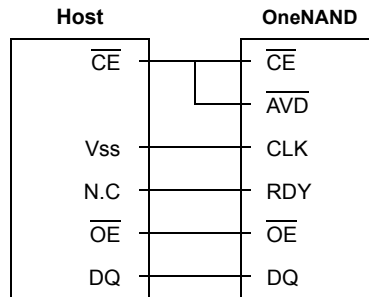 Host OneNAND
CE CE
AVD
Vss CLK
N.C RDY
OE OE
DQ DQ